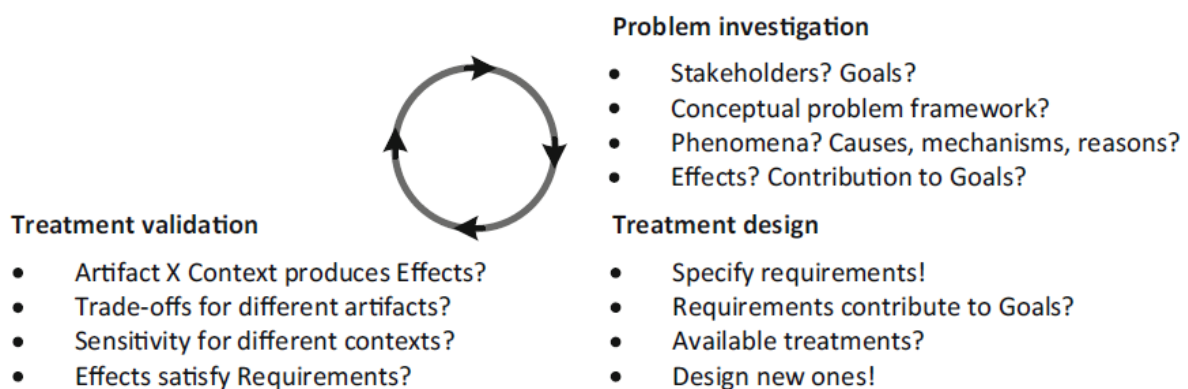 Problem investigation
• Stakeholders? Goals?
• Conceptual problem framework?
• Phenomena? Causes, mechanisms, reasons?
• Effects? Contribution to Goals?
Treatment validation
• Artifact X Context produces Effects?
• Trade-offs for different artifacts?
• Sensitivity for different contexts?
• Effects satisfy Requirements?
Treatment design
• Specify requirements!
• Requirements contribute to Goals?
• Available treatments?
• Design new ones!